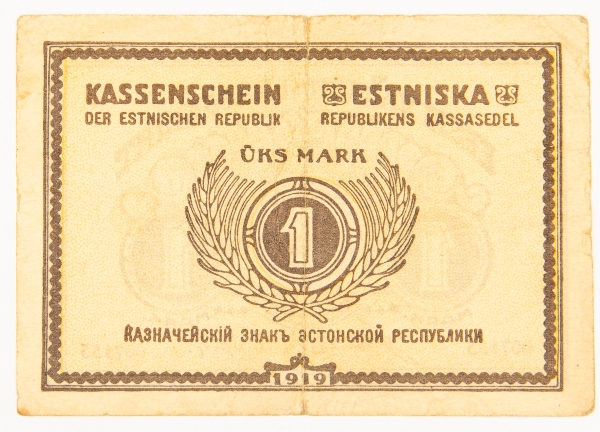 KASSENSCHEIN
DER ESTNISCHEN REPUBLIK
ESTNISKA
REPUBLIKENS KASSASEDEL
ÜKS MARK
1
КАЗНАЧЕЙСКІЙ ЗНАКЪ ЭСТОНСКОЙ РЕСПУБЛИКИ
1919